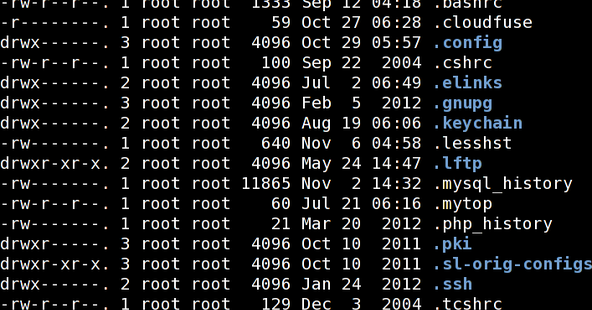 -rw-r--r--. 1 root root 1333 Sep 12 04:18 .bashrc
-r--------. 1 root root 59 Oct 27 06:28 .cloudfuse
drwx------. 3 root root 4096 Oct 29 05:57 .config
-rw-r--r--. 1 root root 100 Sep 22 2004 .cshrc
drwx------. 2 root root 4096 Jul 2 06:49 .elinks
drwx------. 3 root root 4096 Feb 5 2012 .gnupg
drwx------. 2 root root 4096 Aug 19 06:06 .keychain
-rw-------. 1 root root 640 Nov 6 04:58 .lesshst
drwxr-xr-x. 2 root root 4096 May 24 14:47 .lftp
-rw-------. 1 root root 11865 Nov 2 14:32 .mysql_history
-rw-r--r--. 1 root root 60 Jul 21 06:16 .mytop
-rw-------. 1 root root 21 Mar 20 2012 .php_history
drwxr-----. 3 root root 4096 Oct 10 2011 .pki
drwxr-xr-x. 3 root root 4096 Oct 10 2011 .sl-orig-configs
drwx------. 2 root root 4096 Jan 24 2012 .ssh
-rw-r--r--. 1 root root 129 Dec 3 2004 .tcshrc